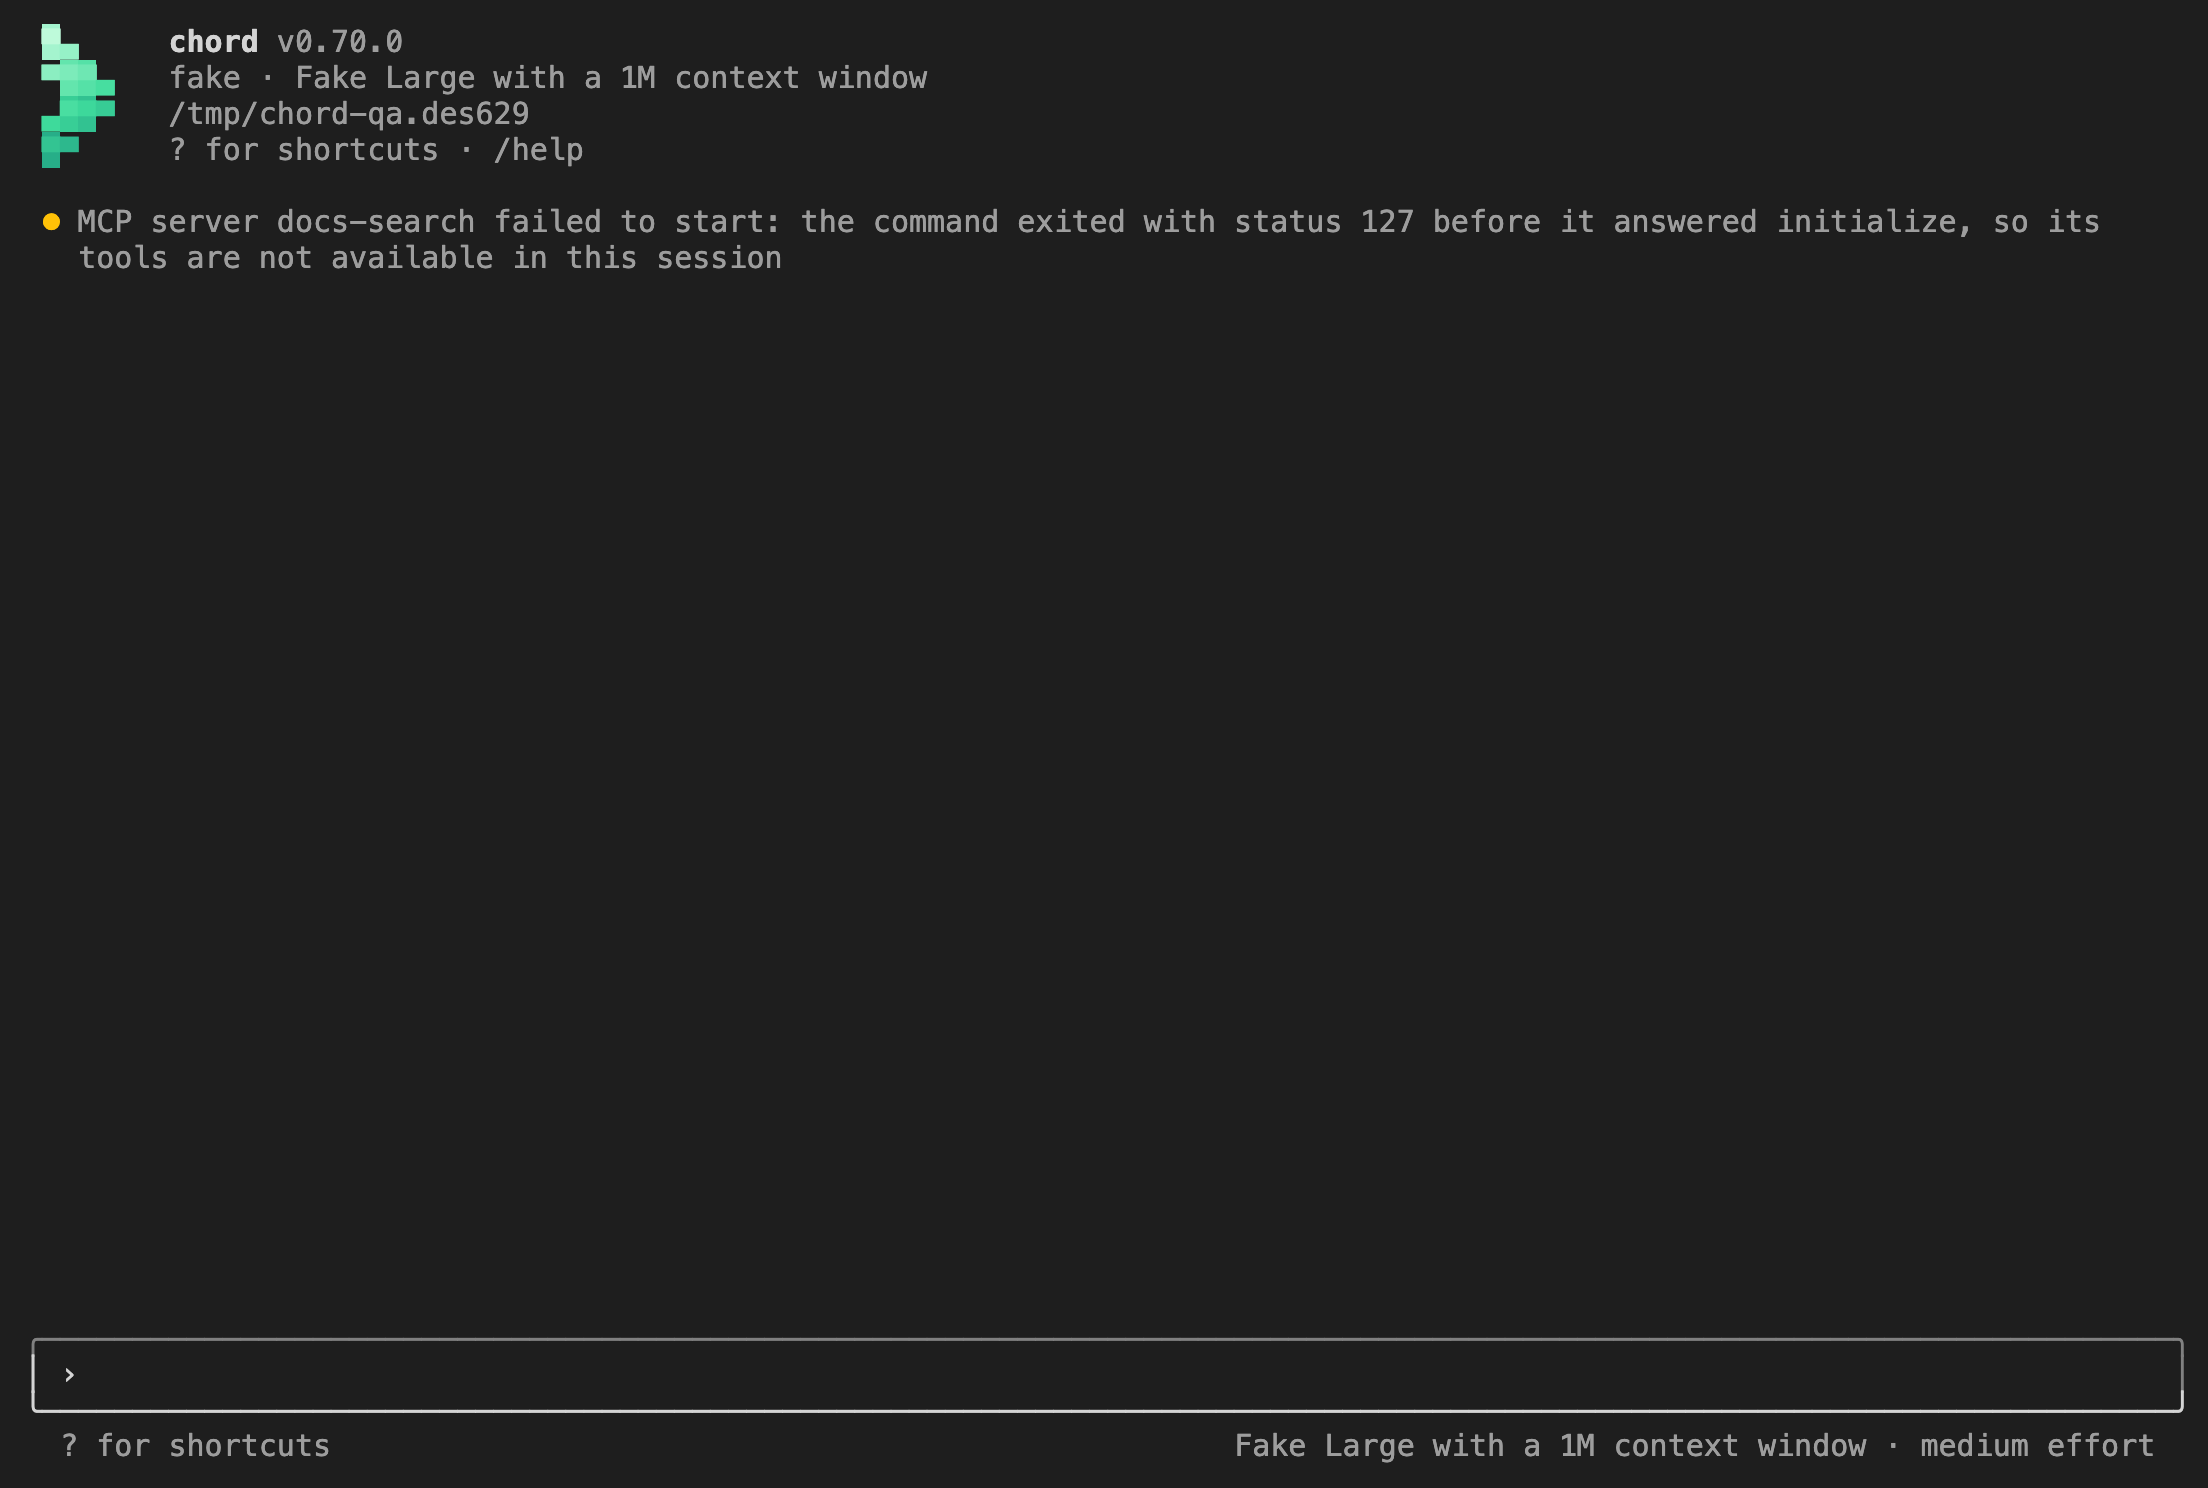 chord v0.70.0
fake · Fake Large with a 1M context window
/tmp/chord-qa.des629
? for shortcuts · /help
● MCP server docs-search failed to start: the command exited with status 127 before it answered initialize, so its
tools are not available in this session
›
? for shortcuts
Fake Large with a 1M context window · medium effort